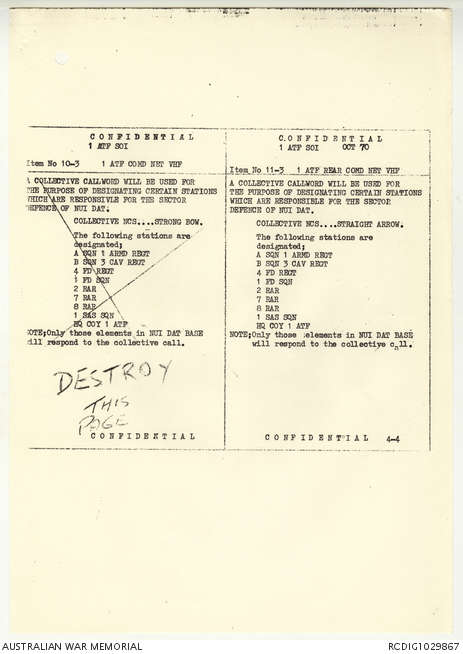 CONFIDENTIAL
1 ATF SOI
Item No 10-3 1 ATF COMD NET VHF
A COLLECTIVE CALLWORD WILL BE USED FOR
THE PURPOSE OF DESIGNATING CERTAIN STATIONS
WHICH ARE RESPONSIVE FOR THE SECTOR
DEFENCE OF NUI DAT.
COLLECTIVE NCS....STRONG BOW.
The following stations are
designated;
A SQN 1 ARMD REGT
B SQN 3 CAV REGT
4 FD REGT
1 FD SQN
2 RAR
7 RAR
8 RAR
1 SAS SQN
HQ COY 1 ATF
NOTE;Only those elements in NUI DAT BASE
will respond to the collective call.
DESTROY
THIS
PAGE
CONFIDENTIAL
CONFIDENTIAL
1 ATF SOI OCT 70
Item No 11-3 1 ATF REAR COMD NET VHF
A COLLECTIVE CALLWORD WILL BE USED FOR
THE PURPOSE OF DESIGNATING CERTAIN STATIONS
WHICH ARE RESPONSIBLE FOR THE SECTOR
DEFENCE OF NUI DAT.
COLLECTIVE NCS....STRAIGHT ARROW.
The following stations are
designated;
A SQN 1 ARMD REGT
B SQN 3 CAV REGT
4 FD REGT
1 FD SQN
2 RAR
7 RAR
8 RAR
1 SAS SQN
HQ COY 1 ATF
NOTE;Only those elements in NUI DAT BASE
will respond to the collective call.
CONFIDENTIAL 4-4
AUSTRALIAN WAR MEMORIAL
RCDIG1029867